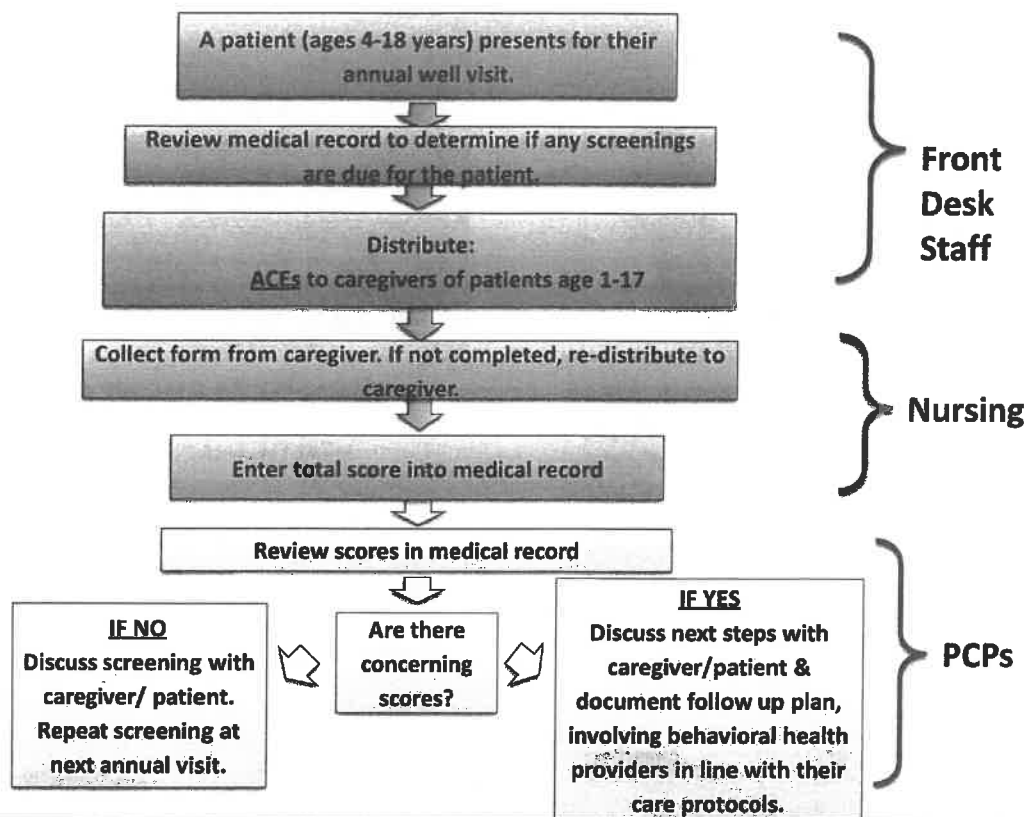 A patient (ages 4-18 years) presents for their
annual well visit.
Review medical record to determine if any screenings
are due for the patient.
Distribute:
ACEs to caregivers of patients age 1-17
Front
Desk
Staff
Collect form from caregiver. If not completed, re-distribute to
caregiver.
Enter total score into medical record
Nursing
Review scores in medical record
Are there
concerning
scores?
IF NO
Discuss screening with
caregiver/ patient.
Repeat screening at
next annual visit.
IF YES
Discuss next steps with
caregiver/patient &
document follow up plan,
involving behavioral health
providers in line with their
care protocols.
PCPs